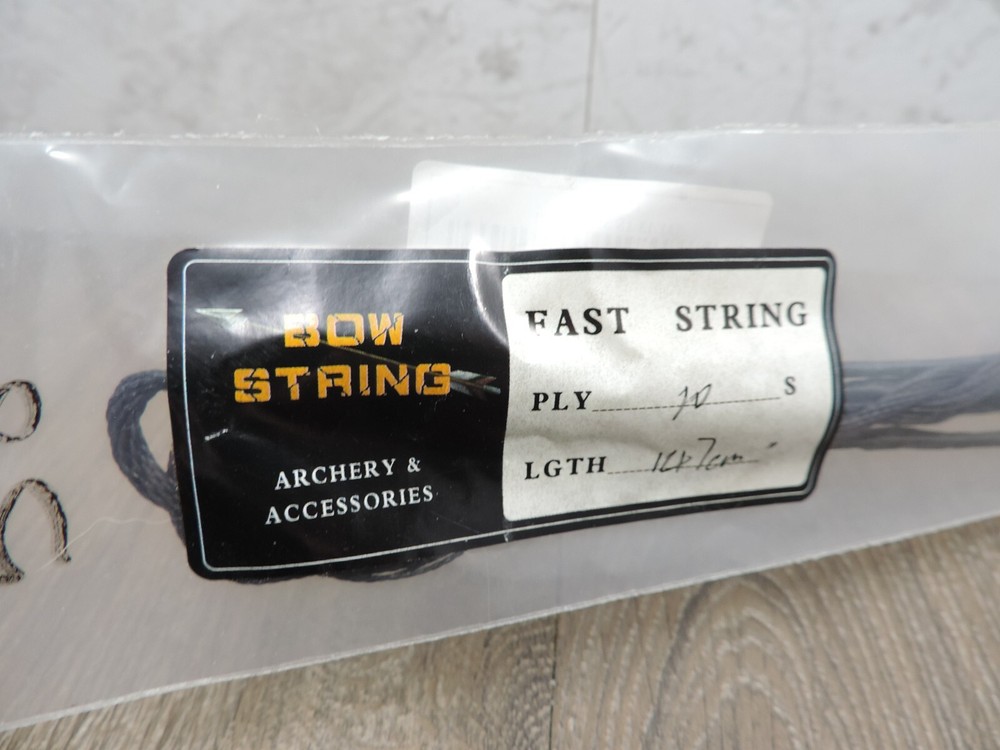 BOW
STRING
ARCHERY &
ACCESSORIES
FAST STRING
PLY 10 S
LGTH